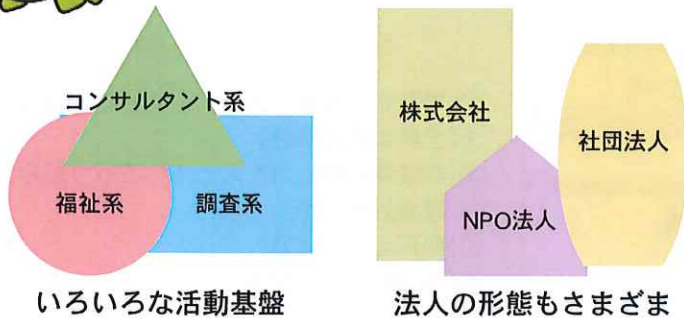 コンサルタント系
福祉系
調査系
いろいろな活動基盤
株式会社
社団法人
NPO法人
法人の形態もさまざま